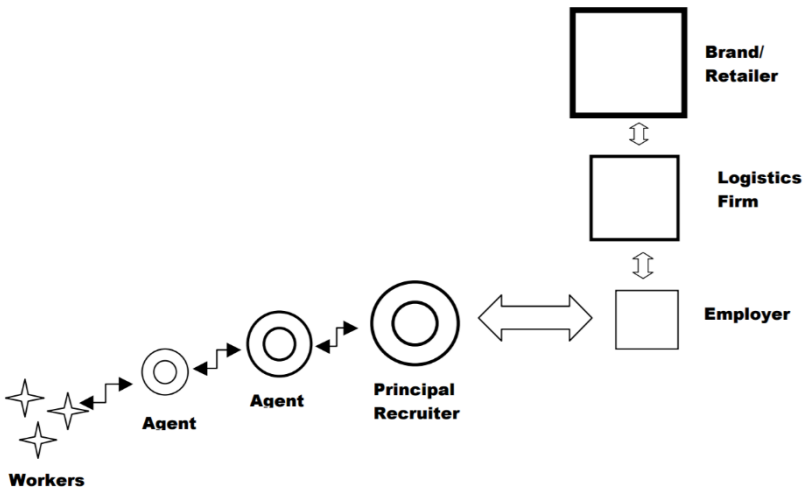 Brand/
Retailer
Logistics
Firm
Employer
Principal
Recruiter
Agent
Agent
Workers